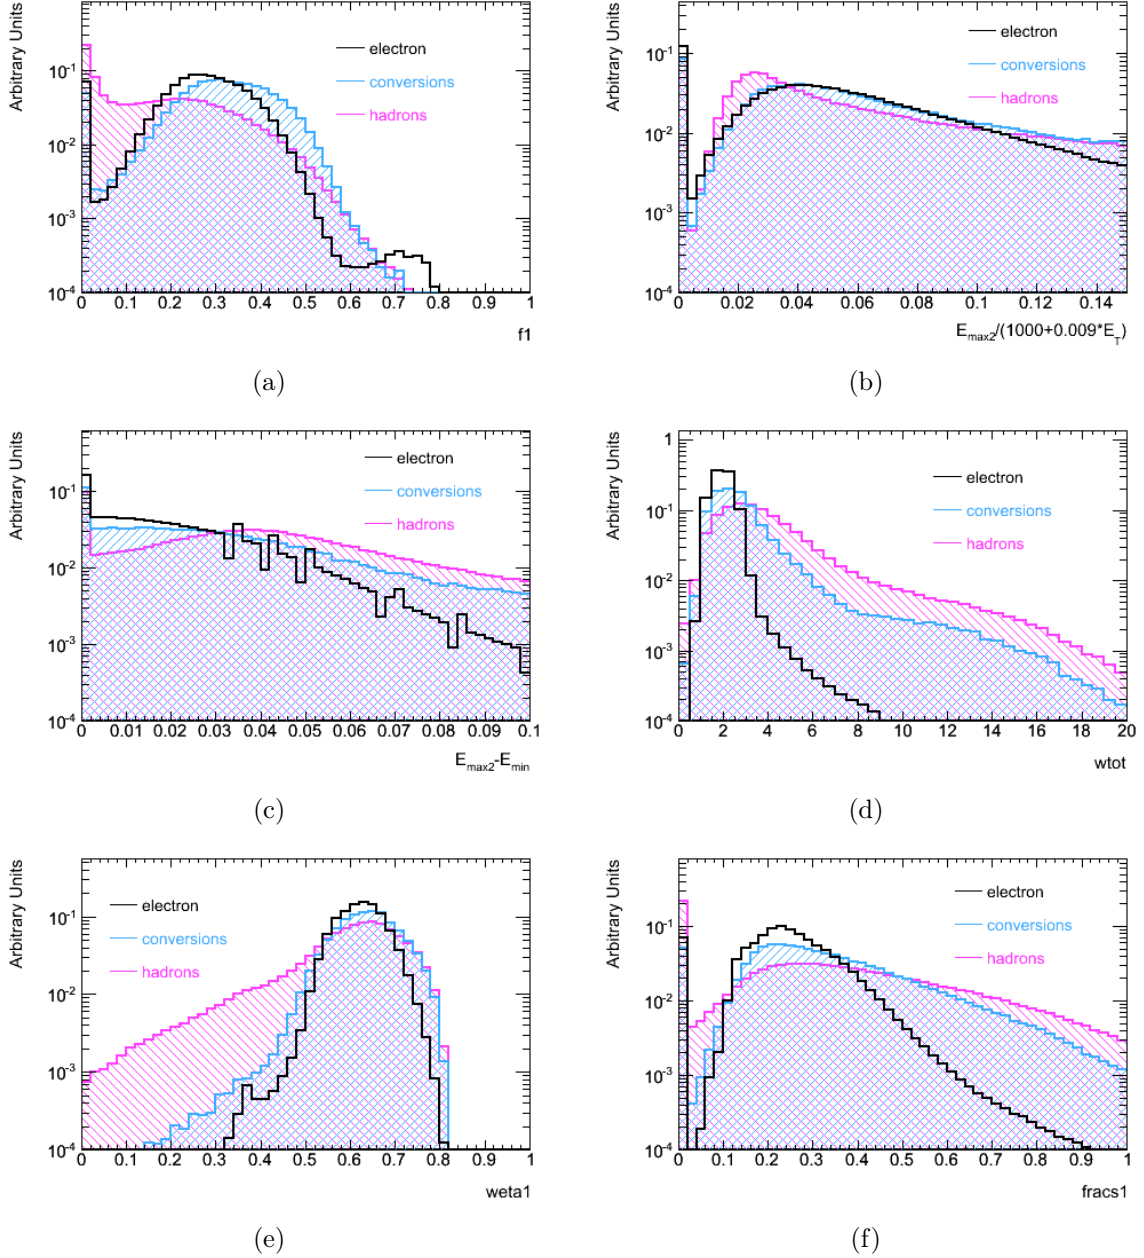 Arbitrary Units
electron
conversions
hadrons
10⁻¹
10⁻²
10⁻³
10⁻⁴
0 0.1 0.2 0.3 0.4 0.5 0.6 0.7 0.8 0.9 1
f1
(a)
Arbitrary Units
electron
conversions
hadrons
10⁻¹
10⁻²
10⁻³
10⁻⁴
0 0.02 0.04 0.06 0.08 0.1 0.12 0.14
E_max2/(1000+0.009*E_T)
(b)
Arbitrary Units
electron
conversions
hadrons
10⁻¹
10⁻²
10⁻³
10⁻⁴
0 0.01 0.02 0.03 0.04 0.05 0.06 0.07 0.08 0.09 0.1
E_max2-E_min
(c)
Arbitrary Units
electron
conversions
hadrons
1
10⁻¹
10⁻²
10⁻³
10⁻⁴
0 2 4 6 8 10 12 14 16 18 20
wtot
(d)
Arbitrary Units
electron
conversions
hadrons
10⁻¹
10⁻²
10⁻³
10⁻⁴
0 0.1 0.2 0.3 0.4 0.5 0.6 0.7 0.8 0.9 1
weta1
(e)
Arbitrary Units
electron
conversions
hadrons
10⁻¹
10⁻²
10⁻³
10⁻⁴
0 0.1 0.2 0.3 0.4 0.5 0.6 0.7 0.8 0.9 1
fracs1
(f)